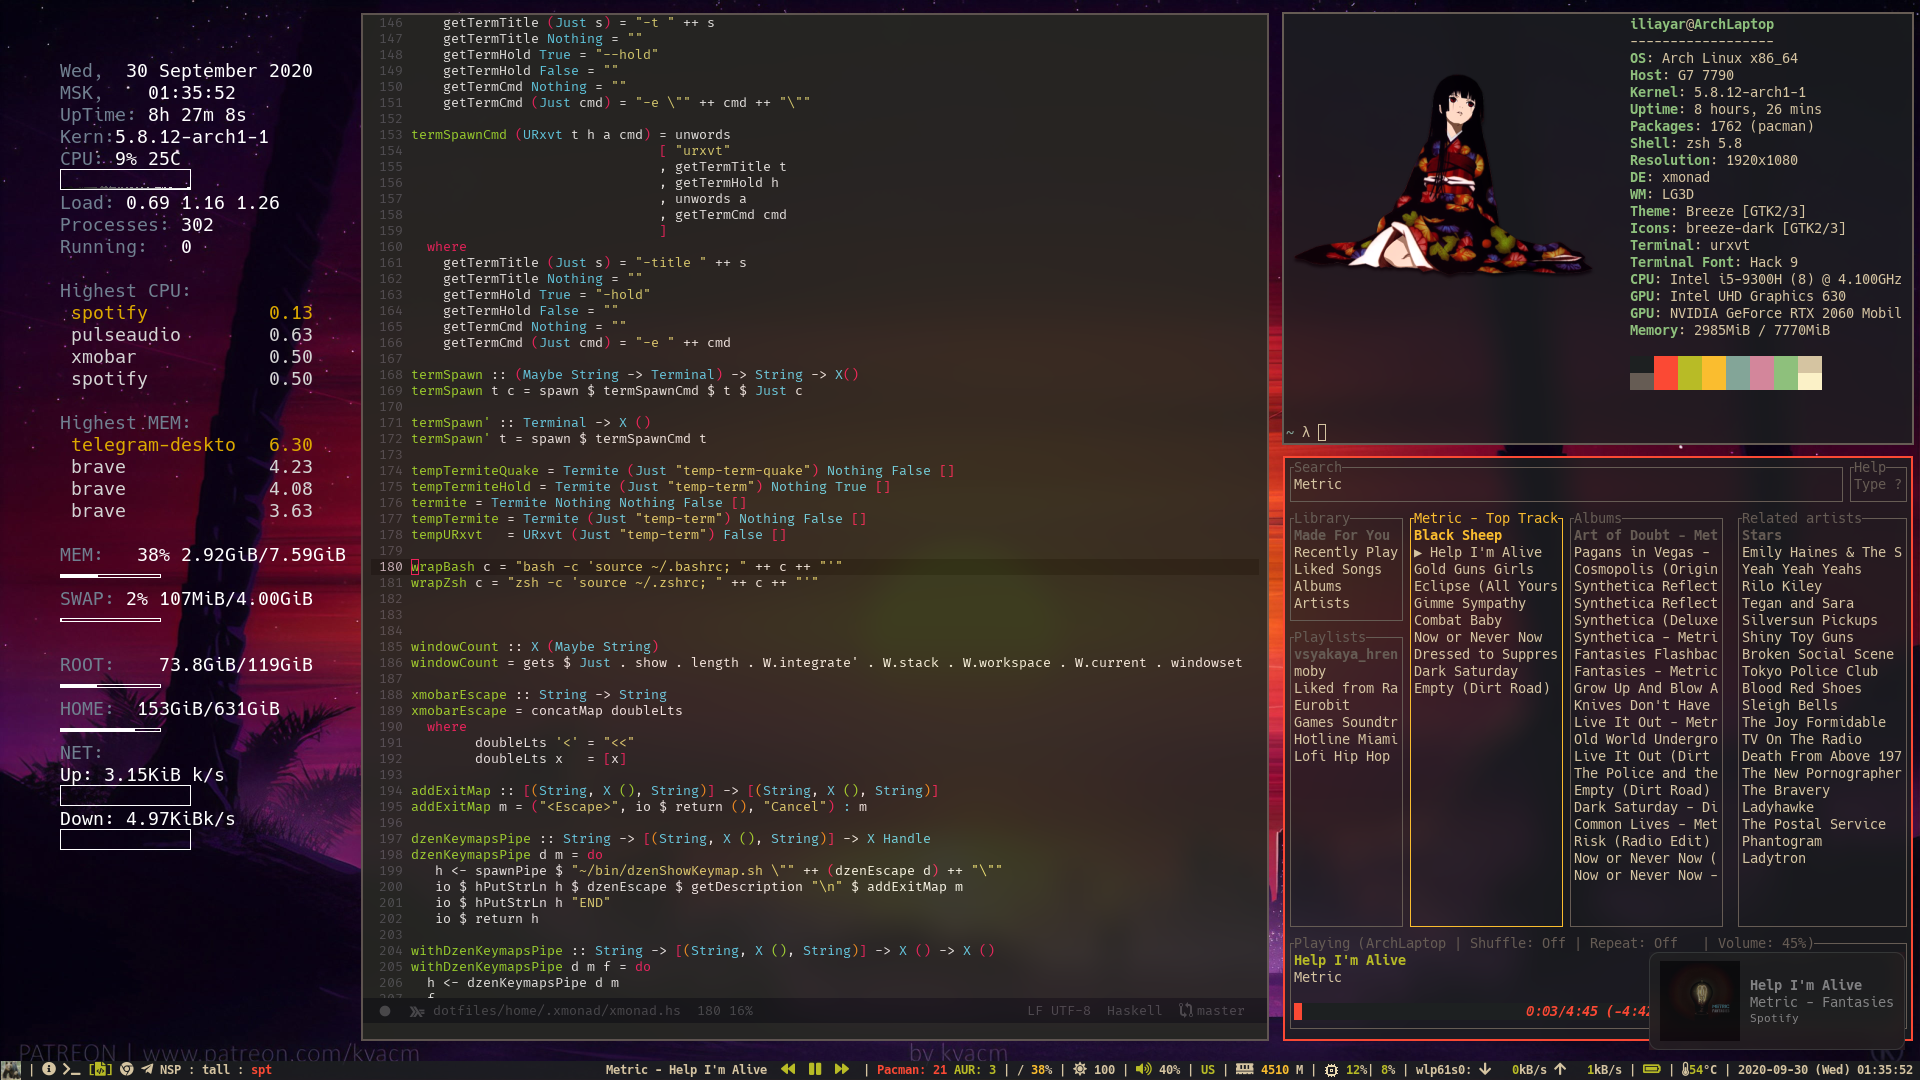 Wed,  30 September 2020
MSK,    01:35:52
UpTime: 8h 27m 8s
Kern:5.8.12-arch1-1
CPU: 9% 25C
Load: 0.69 1.16 1.26
Processes: 302
Running:   0
Highest CPU:
spotify 0.13
pulseaudio 0.63
xmobar 0.50
spotify 0.50
Highest MEM:
telegram-deskto 6.30
brave 4.23
brave 4.08
brave 3.63
MEM:   38% 2.92GiB/7.59GiB
SWAP: 2% 107MiB/4.00GiB
ROOT:    73.8GiB/119GiB
HOME:  153GiB/631GiB
NET:
Up: 3.15KiB k/s
Down: 4.97KiBk/s
PATREON | www.patreon.com/kvacm
by kvacm
146     getTermTitle (Just s) = "-t " ++ s
147     getTermTitle Nothing = ""
148     getTermHold True = "--hold"
149     getTermHold False = ""
150     getTermCmd Nothing = ""
151     getTermCmd (Just cmd) = "-e \"" ++ cmd ++ "\""
152
153 termSpawnCmd (URxvt t h a cmd) = unwords
154                                [ "urxvt"
155                                , getTermTitle t
156                                , getTermHold h
157                                , unwords a
158                                , getTermCmd cmd
159                                ]
160   where
161     getTermTitle (Just s) = "-title " ++ s
162     getTermTitle Nothing = ""
163     getTermHold True = "-hold"
164     getTermHold False = ""
165     getTermCmd Nothing = ""
166     getTermCmd (Just cmd) = "-e " ++ cmd
167
168 termSpawn :: (Maybe String -> Terminal) -> String -> X()
169 termSpawn t c = spawn $ termSpawnCmd $ t $ Just c
170
171 termSpawn' :: Terminal -> X ()
172 termSpawn' t = spawn $ termSpawnCmd t
173
174 tempTermiteQuake = Termite (Just "temp-term-quake") Nothing False []
175 tempTermiteHold = Termite (Just "temp-term") Nothing True []
176 termite = Termite Nothing Nothing False []
177 tempTermite = Termite (Just "temp-term") Nothing False []
178 tempURxvt   = URxvt (Just "temp-term") False []
179
180 wrapBash c = "bash -c 'source ~/.bashrc; " ++ c ++ "'"
181 wrapZsh c = "zsh -c 'source ~/.zshrc; " ++ c ++ "'"
182
183
184
185 windowCount :: X (Maybe String)
186 windowCount = gets $ Just . show . length . W.integrate' . W.stack . W.workspace . W.current . windowset
187
188 xmobarEscape :: String -> String
189 xmobarEscape = concatMap doubleLts
190   where
191         doubleLts '<' = "<<"
192         doubleLts x   = [x]
193
194 addExitMap :: [(String, X (), String)] -> [(String, X (), String)]
195 addExitMap m = ("<Escape>", io $ return (), "Cancel") : m
196
197 dzenKeymapsPipe :: String -> [(String, X (), String)] -> X Handle
198 dzenKeymapsPipe d m = do
199    h <- spawnPipe $ "~/bin/dzenShowKeymap.sh \"" ++ (dzenEscape d) ++ "\""
200    io $ hPutStrLn h $ dzenEscape $ getDescription "\n" $ addExitMap m
201    io $ hPutStrLn h "END"
202    io $ return h
203
204 withDzenKeymapsPipe :: String -> [(String, X (), String)] -> X () -> X ()
205 withDzenKeymapsPipe d m f = do
206   h <- dzenKeymapsPipe d m
207   f
dotfiles/home/.xmonad/xmonad.hs  180 16%
LF UTF-8  Haskell  master
iliayar@ArchLaptop
------------------
OS: Arch Linux x86_64
Host: G7 7790
Kernel: 5.8.12-arch1-1
Uptime: 8 hours, 26 mins
Packages: 1762 (pacman)
Shell: zsh 5.8
Resolution: 1920x1080
DE: xmonad
WM: LG3D
Theme: Breeze [GTK2/3]
Icons: breeze-dark [GTK2/3]
Terminal: urxvt
Terminal Font: Hack 9
CPU: Intel i5-9300H (8) @ 4.100GHz
GPU: Intel UHD Graphics 630
GPU: NVIDIA GeForce RTX 2060 Mobil
Memory: 2985MiB / 7770MiB
~ λ
Search
Metric
Help
Type ?
Library
Made For You
Recently Play
Liked Songs
Albums
Artists
Playlists
vsyakaya_hren
moby
Liked from Ra
Eurobit
Games Soundtr
Hotline Miami
Lofi Hip Hop
Metric - Top Track
Black Sheep
▶ Help I'm Alive
Gold Guns Girls
Eclipse (All Yours
Gimme Sympathy
Combat Baby
Now or Never Now
Dressed to Suppres
Dark Saturday
Empty (Dirt Road)
Albums
Art of Doubt - Met
Pagans in Vegas -
Cosmopolis (Origin
Synthetica Reflect
Synthetica Reflect
Synthetica (Deluxe
Synthetica - Metri
Fantasies Flashbac
Fantasies - Metric
Grow Up And Blow A
Knives Don't Have
Live It Out - Metr
Old World Undergro
Live It Out (Dirt
The Police and the
Empty (Dirt Road)
Dark Saturday - Di
Common Lives - Met
Risk (Radio Edit)
Now or Never Now (
Now or Never Now -
Related artists
Stars
Emily Haines & The S
Yeah Yeah Yeahs
Rilo Kiley
Tegan and Sara
Silversun Pickups
Shiny Toy Guns
Broken Social Scene
Tokyo Police Club
Blood Red Shoes
Sleigh Bells
The Joy Formidable
TV On The Radio
Death From Above 197
The New Pornographer
The Bravery
Ladyhawke
The Postal Service
Phantogram
Ladytron
Playing (ArchLaptop | Shuffle: Off | Repeat: Off   | Volume: 45%)
Help I'm Alive
Metric
0:03/4:45 (-4:42
Help I'm Alive
Metric - Fantasies
Spotify
NSP : tall : spt
Metric - Help I'm Alive
| Pacman: 21 AUR: 3 | / 38% | 100 | 40% | US | 4510 M | 12%| 8% | wlp61s0: 0kB/s 1kB/s | | 54°C | 2020-09-30 (Wed) 01:35:52